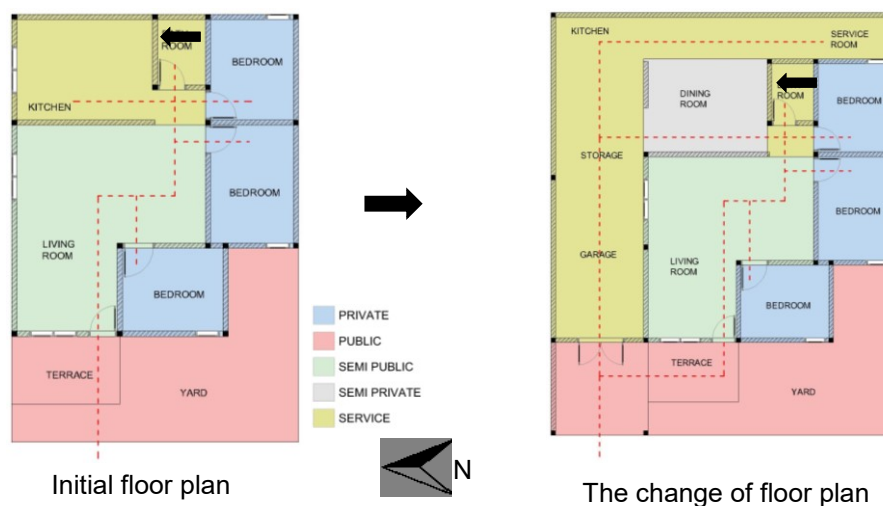 BEDROOM
ROOM
KITCHEN
BEDROOM
LIVING
ROOM
BEDROOM
TERRACE
YARD
PRIVATE
PUBLIC
SEMI PUBLIC
SEMI PRIVATE
SERVICE
N
Initial floor plan
KITCHEN
SERVICE
ROOM
DINING
ROOM
ROOM
BEDROOM
STORAGE
BEDROOM
GARAGE
LIVING
ROOM
BEDROOM
TERRACE
YARD
The change of floor plan